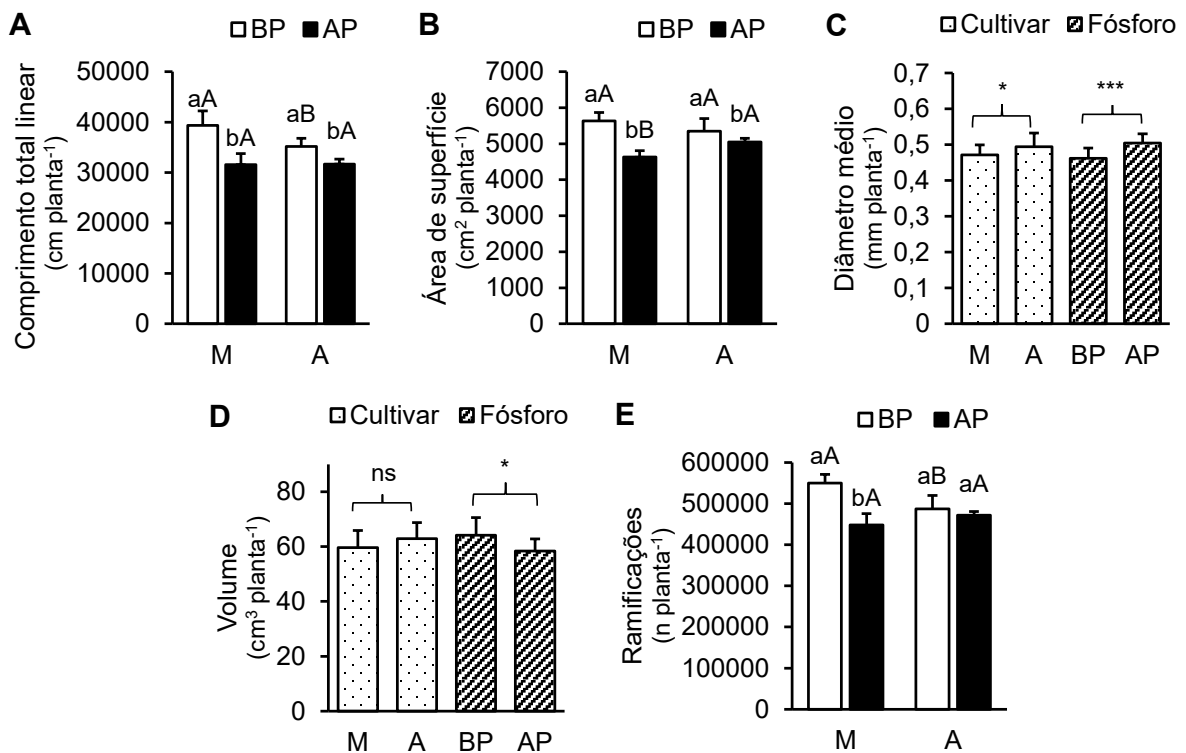 A
BP AP
Comprimento total linear
(cm planta-1)
50000
40000
30000
20000
10000
0
aA
bA
aB
bA
M A
B
BP AP
Área de superfície
(cm2 planta-1)
7000
6000
5000
4000
3000
2000
1000
0
aA
bB
aA
bA
M A
C
Cultivar Fósforo
Diâmetro médio
(mm planta-1)
0,7
0,6
0,5
0,4
0,3
0,2
0,1
0
*
***
M A BP AP
D
Cultivar Fósforo
Volume
(cm3 planta-1)
80
60
40
20
0
ns
*
M A BP AP
E
BP AP
Ramificações
(n planta-1)
600000
500000
400000
300000
200000
100000
0
aA
bA
aB
aA
M A